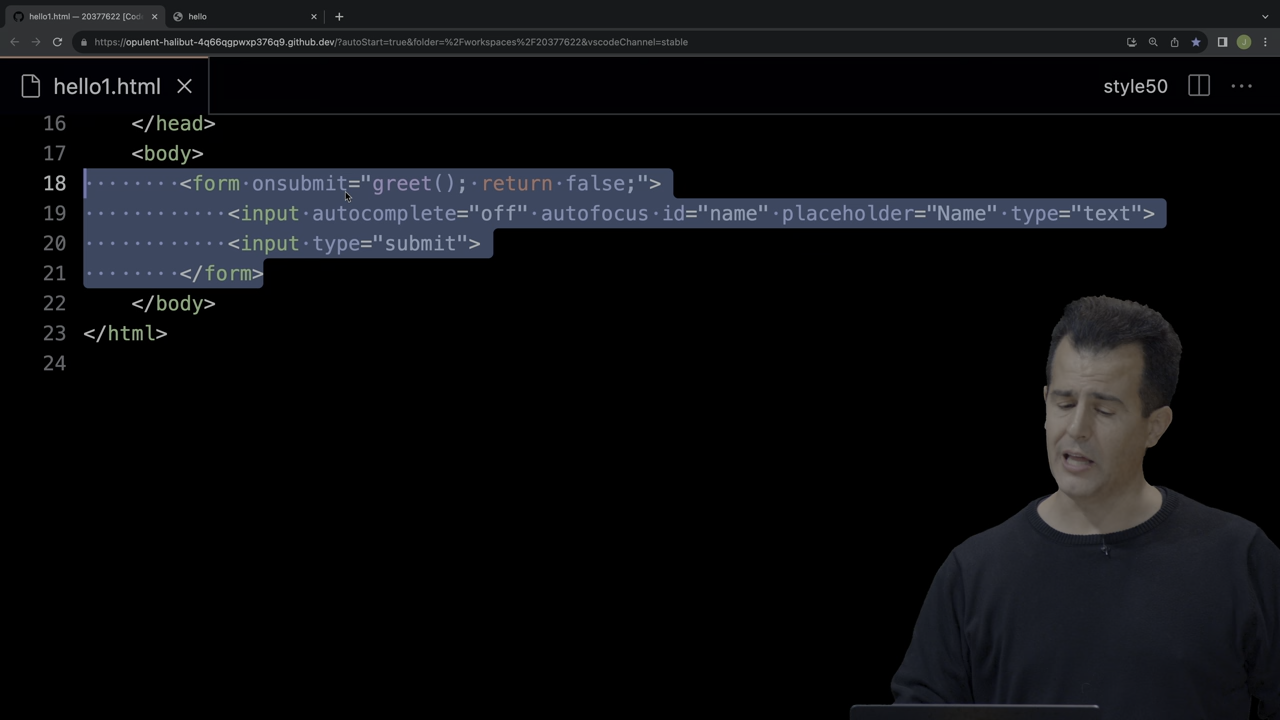 hello1.html — 20377622 [Cod
hello
https://opulent-halibut-4q66qgpwxp376q9.github.dev/?autoStart=true&folder=%2Fworkspaces%2F20377622&vscodeChannel=stable
J
hello1.html
style50
16 </head>
17 <body>
18 ········<form·onsubmit="greet();·return·false;">
19 ············<input·autocomplete="off"·autofocus·id="name"·placeholder="Name"·type="text">
20 ············<input·type="submit">
21 ········</form>
22 </body>
23 </html>
24